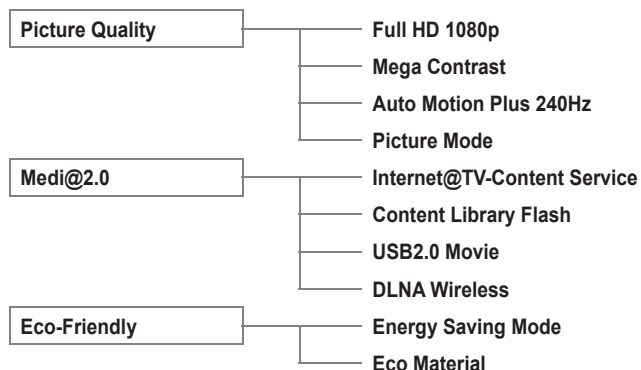 Picture Quality
Full HD 1080p
Mega Contrast
Auto Motion Plus 240Hz
Picture Mode
Medi@2.0
Internet@TV-Content Service
Content Library Flash
USB2.0 Movie
DLNA Wireless
Eco-Friendly
Energy Saving Mode
Eco Material